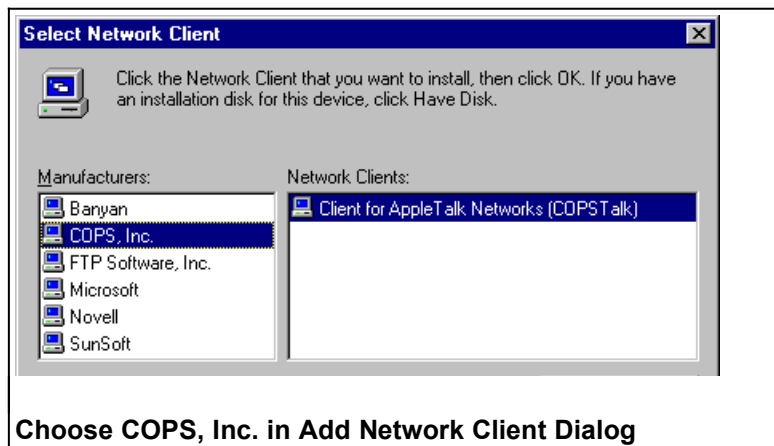 Select Network Client
Click the Network Client that you want to install, then click OK. If you have
an installation disk for this device, click Have Disk.
Manufacturers:
Network Clients:
Banyan
COPS, Inc.
FTP Software, Inc.
Microsoft
Novell
SunSoft
Client for AppleTalk Networks (COPSTalk)
Choose COPS, Inc. in Add Network Client Dialog